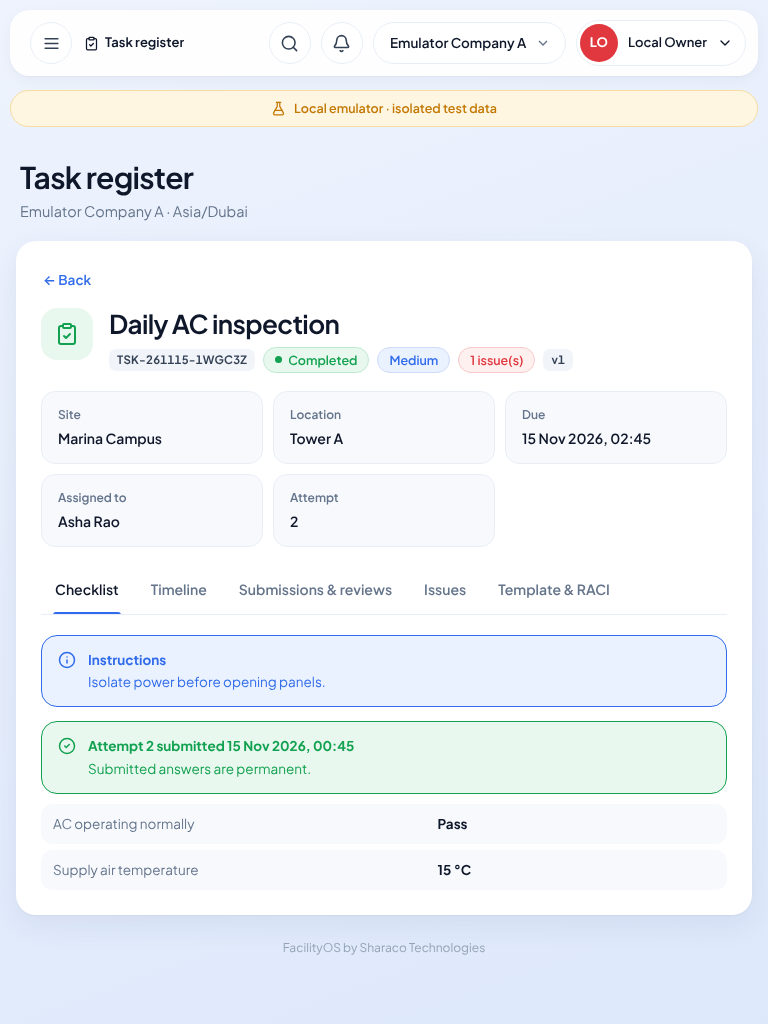 Task register
Emulator Company A
LO
Local Owner
Local emulator · isolated test data
Task register
Emulator Company A · Asia/Dubai
← Back
Daily AC inspection
TSK-261115-1WGC3Z
Completed
Medium
1 issue(s)
v1
Site
Marina Campus
Location
Tower A
Due
15 Nov 2026, 02:45
Assigned to
Asha Rao
Attempt
2
Checklist
Timeline
Submissions & reviews
Issues
Template & RACI
Instructions
Isolate power before opening panels.
Attempt 2 submitted 15 Nov 2026, 00:45
Submitted answers are permanent.
AC operating normally
Pass
Supply air temperature
15 °C
FacilityOS by Sharaco Technologies